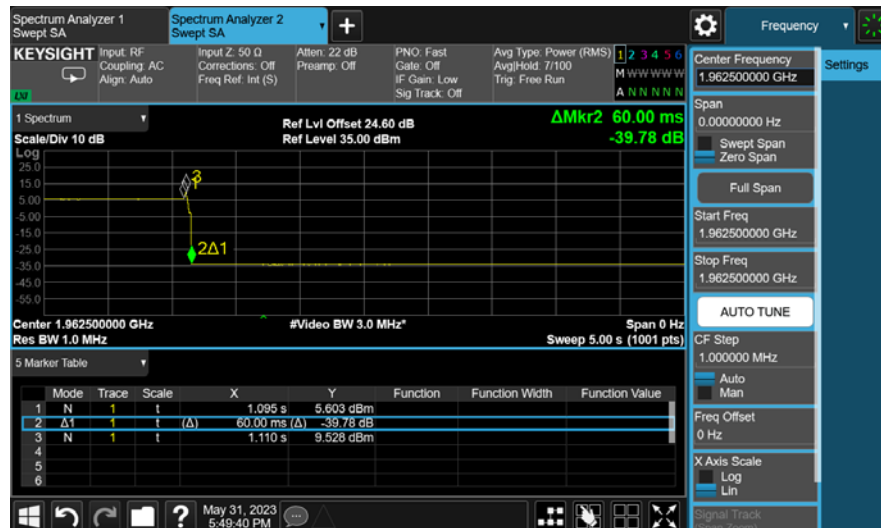 Spectrum Analyzer 1
Swept SA
Spectrum Analyzer 2
Swept SA
Frequency
KEYSIGHT
Input: RF
Coupling: AC
Align: Auto
Input Z: 50 Ω
Corrections: Off
Freq Ref: Int (S)
Atten: 22 dB
Preamp: Off
PNO: Fast
Gate: Off
IF Gain: Low
Sig Track: Off
Avg Type: Power (RMS)
Avg|Hold: 7/100
Trig: Free Run
1 2 3 4 5 6
M W W W W W
A N N N N N
LXI
1 Spectrum
Scale/Div 10 dB
Ref Lvl Offset 24.60 dB
Ref Level 35.00 dBm
ΔMkr2 60.00 ms
-39.78 dB
Log
25.0
15.0
5.00
-5.00
-15.0
-25.0
-35.0
-45.0
-55.0
3
2Δ1
Center 1.962500000 GHz
Res BW 1.0 MHz
#Video BW 3.0 MHz*
Span 0 Hz
Sweep 5.00 s (1001 pts)
5 Marker Table
Mode Trace Scale X Y Function Function Width Function Value
1 N 1 t 1.095 s 5.603 dBm
2 Δ1 1 t (Δ) 60.00 ms (Δ) -39.78 dB
3 N 1 t 1.110 s 9.528 dBm
4
5
6
May 31, 2023
5:49:40 PM
Center Frequency
1.962500000 GHz
Span
0.00000000 Hz
Swept Span
Zero Span
Full Span
Start Freq
1.962500000 GHz
Stop Freq
1.962500000 GHz
AUTO TUNE
CF Step
1.000000 MHz
Auto
Man
Freq Offset
0 Hz
X Axis Scale
Log
Lin
Signal Track
(Span Zoom)
Settings